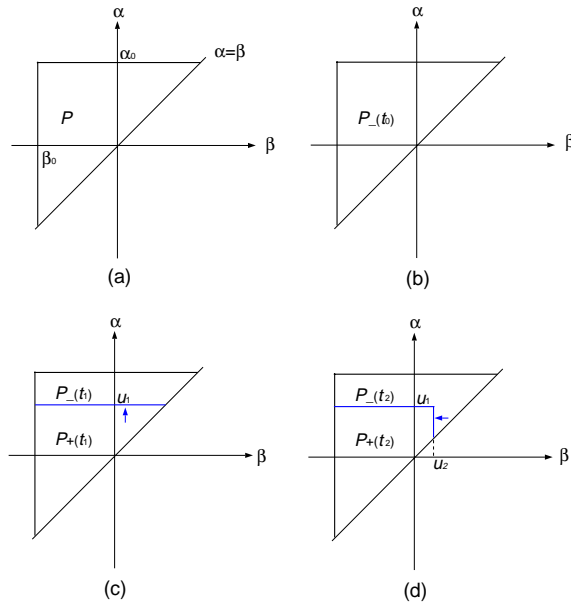 α
α₀
α=β
P
β₀
β
(a)
α
P_(t₀)
β
(b)
α
P_(t₁)
u₁
P+(t₁)
β
(c)
α
P_(t₂)
u₁
P+(t₂)
u₂
β
(d)